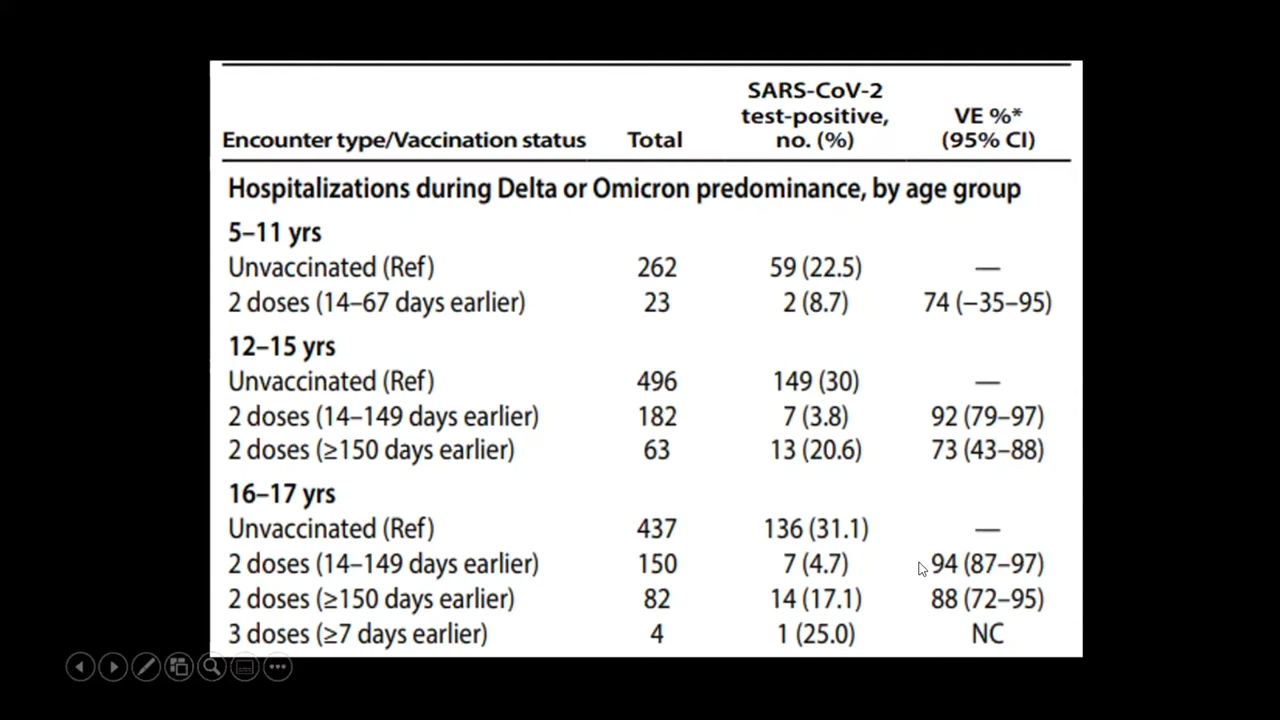 Encounter type/Vaccination status Total SARS-CoV-2 test-positive, no. (%) VE %* (95% CI)
Hospitalizations during Delta or Omicron predominance, by age group
5–11 yrs
Unvaccinated (Ref) 262 59 (22.5) —
2 doses (14–67 days earlier) 23 2 (8.7) 74 (−35–95)
12–15 yrs
Unvaccinated (Ref) 496 149 (30) —
2 doses (14–149 days earlier) 182 7 (3.8) 92 (79–97)
2 doses (≥150 days earlier) 63 13 (20.6) 73 (43–88)
16–17 yrs
Unvaccinated (Ref) 437 136 (31.1) —
2 doses (14–149 days earlier) 150 7 (4.7) 94 (87–97)
2 doses (≥150 days earlier) 82 14 (17.1) 88 (72–95)
3 doses (≥7 days earlier) 4 1 (25.0) NC